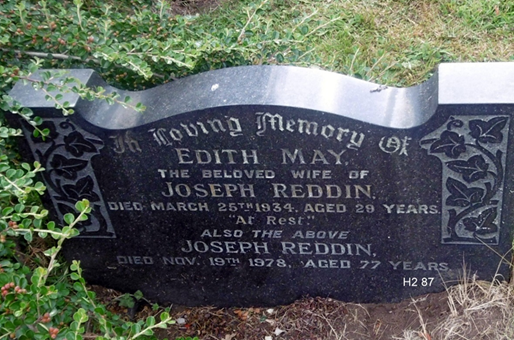 In Loving Memory Of
EDITH MAY,
THE BELOVED WIFE OF
JOSEPH REDDIN,
DIED MARCH 25TH 1934, AGED 29 YEARS.
"At Rest"
ALSO THE ABOVE
JOSEPH REDDIN,
DIED NOV. 19TH 1978, AGED 77 YEARS.
H2 87